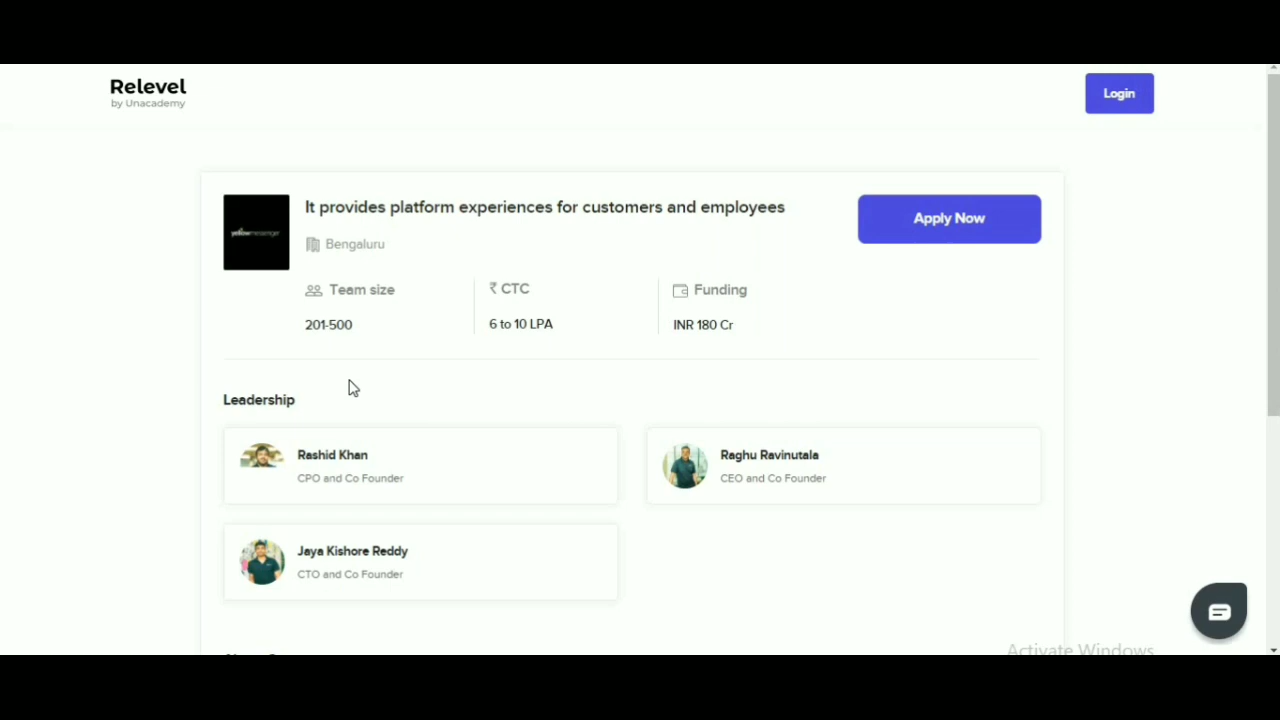 Relevel
by Unacademy
Login
It provides platform experiences for customers and employees
Apply Now
yellowmessenger
Bengaluru
Team size
₹ CTC
Funding
201-500
6 to 10 LPA
INR 180 Cr
Leadership
Rashid Khan
CPO and Co Founder
Raghu Ravinutala
CEO and Co Founder
Jaya Kishore Reddy
CTO and Co Founder
Activate Windows